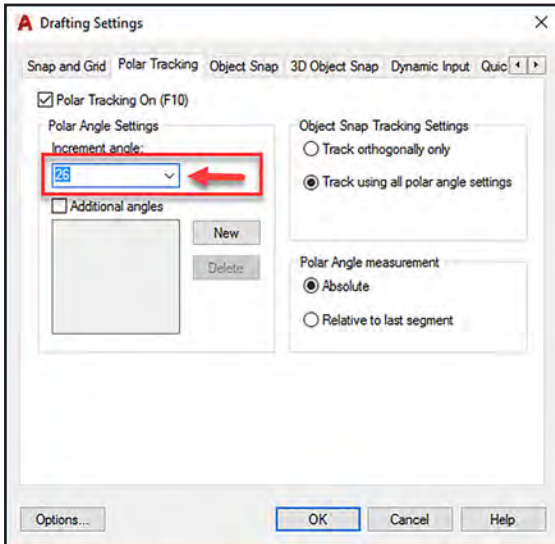 Drafting Settings
Snap and Grid Polar Tracking Object Snap 3D Object Snap Dynamic Input Quic
Polar Tracking On (F10)
Polar Angle Settings
Increment angle:
26
Additional angles
New
Delete
Object Snap Tracking Settings
Track orthogonally only
Track using all polar angle settings
Polar Angle measurement
Absolute
Relative to last segment
Options... OK Cancel Help